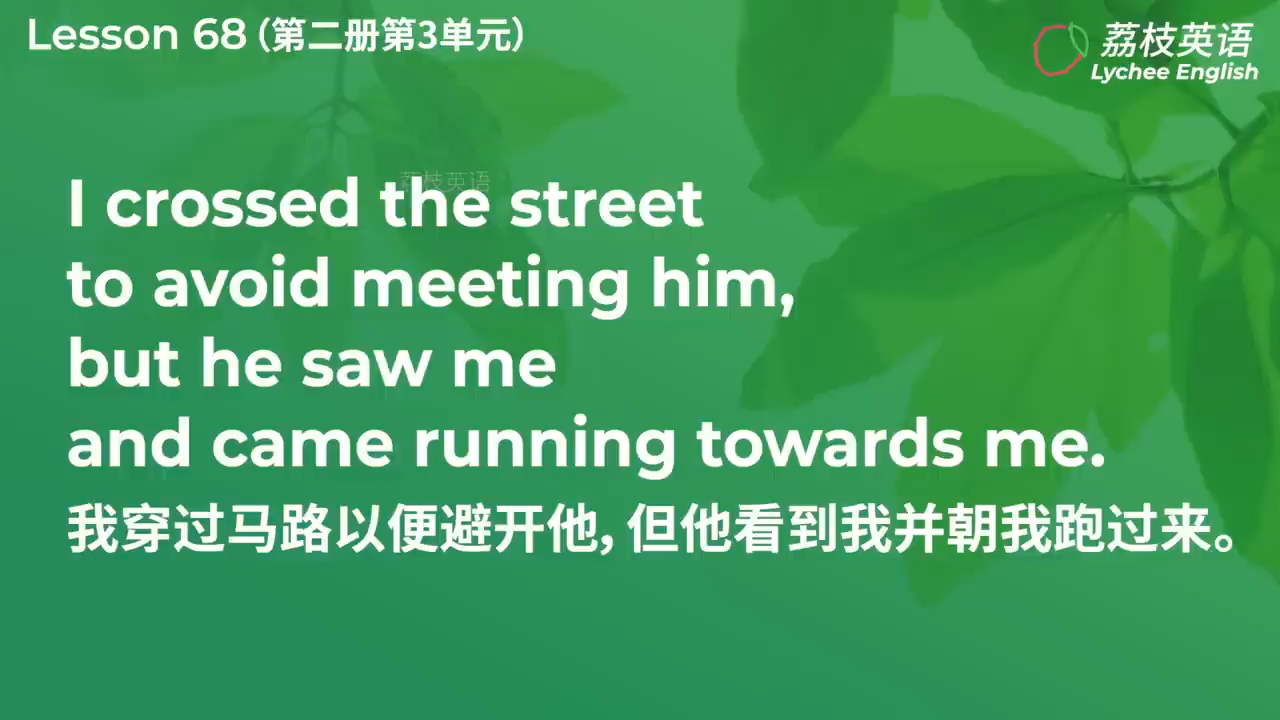 Lesson 68 (第二册第3单元)
荔枝英语
Lychee English
荔枝英语
I crossed the street
to avoid meeting him,
but he saw me
and came running towards me.
我穿过马路以便避开他, 但他看到我并朝我跑过来。